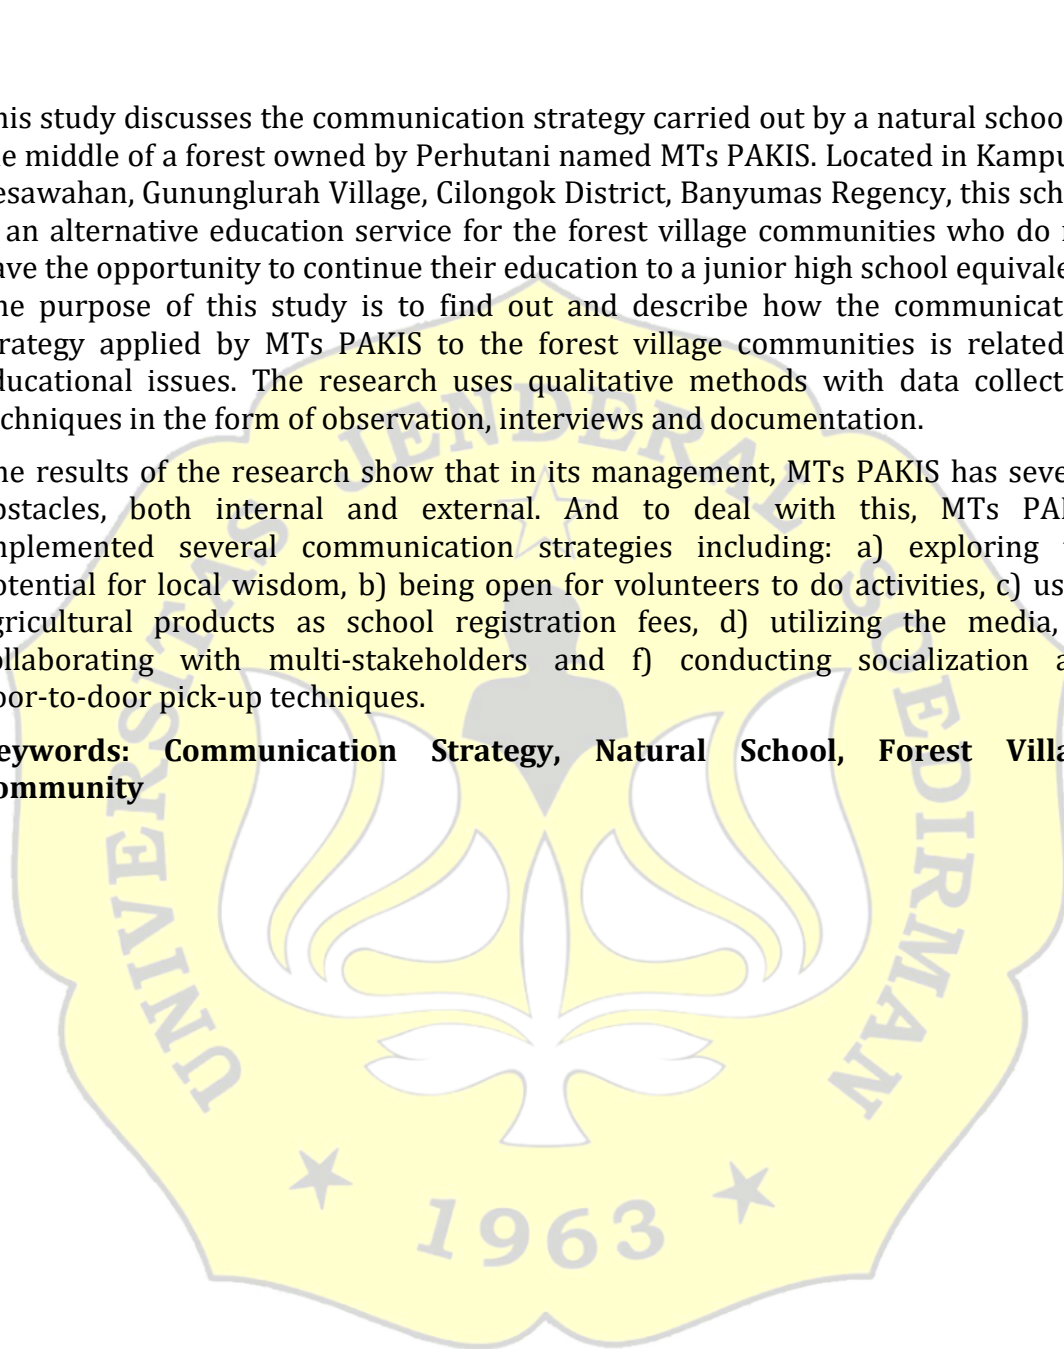 his study discusses the communication strategy carried out by a natural schoo
e middle of a forest owned by Perhutani named MTs PAKIS. Located in Kampu
esawahan, Gununglurah Village, Cilongok District, Banyumas Regency, this sch
an alternative education service for the forest village communities who do
ave the opportunity to continue their education to a junior high school equivale
he purpose of this study is to find out and describe how the communicat
rategy applied by MTs PAKIS to the forest village communities is related
ducational issues. The research uses qualitative methods with data collect
chniques in the form of observation, interviews and documentation.
he results of the research show that in its management, MTs PAKIS has seve
bstacles, both internal and external. And to deal with this, MTs PA
mplemented several communication strategies including: a) exploring
otential for local wisdom, b) being open for volunteers to do activities, c) us
gricultural products as school registration fees, d) utilizing the media,
ollaborating with multi-stakeholders and f) conducting socialization a
oor-to-door pick-up techniques.
eywords: Communication Strategy, Natural School, Forest Villa
ommunity
UNIVERSITAS JENDERAL SOEDIRMAN
1963